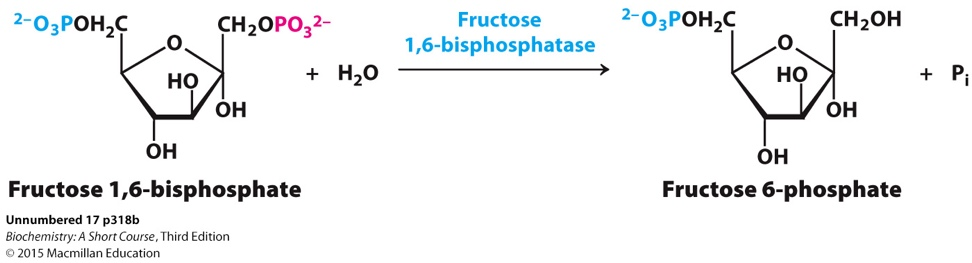 ²⁻O₃POH₂C CH₂OPO₃²⁻ Fructose ²⁻O₃POH₂C CH₂OH
O 1,6-bisphosphatase O
HO + H₂O HO + Pᵢ
OH OH
OH OH
Fructose 1,6-bisphosphate Fructose 6-phosphate
Unnumbered 17 p318b
Biochemistry: A Short Course, Third Edition
© 2015 Macmillan Education